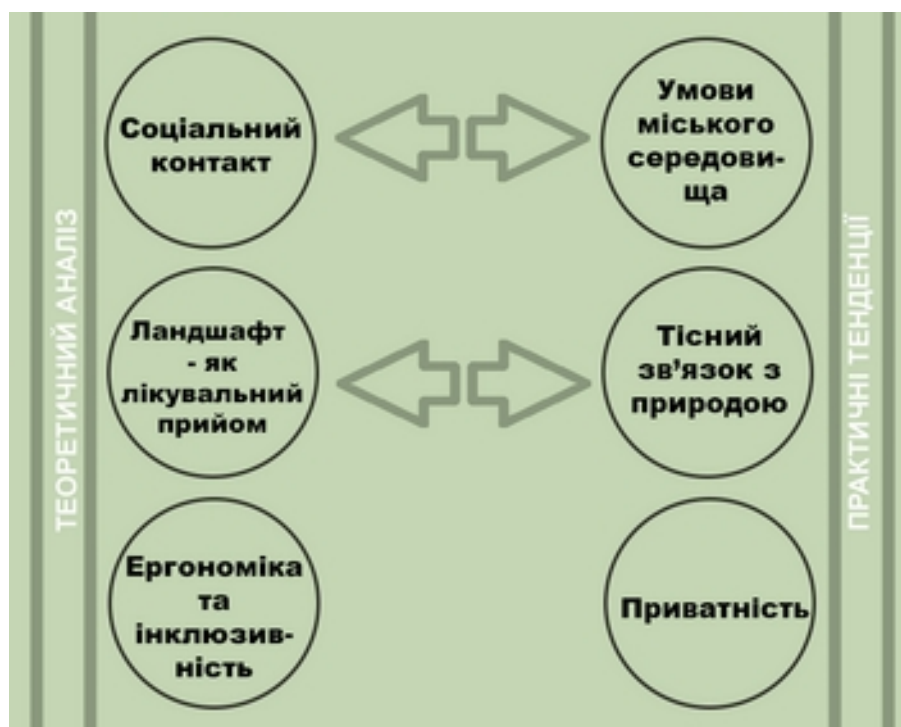 ТЕОРЕТИЧНИЙ АНАЛІЗ
Соціальний
контакт
Умови
міського
середови-
ща
Ландшафт
- як
лікувальний
прийом
Тісний
зв’язок з
природою
Ергономіка
та
інклюзив-
ність
Приватність
ПРАКТИЧНІ ТЕНДЕНЦІЇ